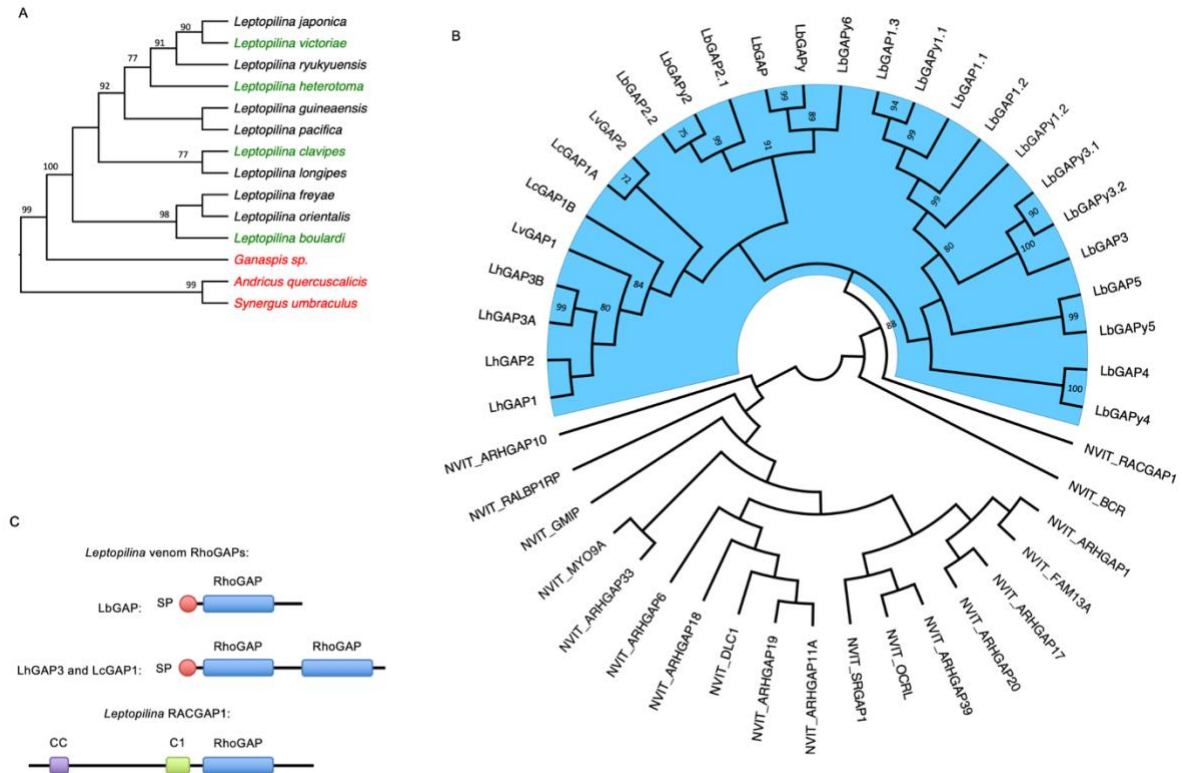 A
Leptopilina japonica
Leptopilina victoriae
Leptopilina ryukyuensis
Leptopilina heterotoma
Leptopilina guineaensis
Leptopilina pacifica
Leptopilina clavipes
Leptopilina longipes
Leptopilina freyae
Leptopilina orientalis
Leptopilina boulardi
Ganaspis sp.
Andricus quercuscalicis
Synergus umbraculus
90
91
77
92
77
100
98
99
99
B
LhGAP1
LhGAP2
LhGAP3A
LhGAP3B
LvGAP1
LcGAP1B
LcGAP1A
LvGAP2
LbGAP2.2
LbGAPy2
LbGAP2.1
LbGAP
LbGAPy
LbGAPy6
LbGAP1.3
LbGAPy1.1
LbGAP1.1
LbGAP1.2
LbGAPy1.2
LbGAPy3.1
LbGAPy3.2
LbGAP3
LbGAP5
LbGAPy5
LbGAP4
LbGAPy4
NVIT_RACGAP1
NVIT_BCR
NVIT_ARHGAP1
NVIT_FAM13A
NVIT_ARHGAP17
NVIT_ARHGAP20
NVIT_ARHGAP39
NVIT_OCRL
NVIT_SRGAP1
NVIT_ARHGAP11A
NVIT_ARHGAP19
NVIT_DLC1
NVIT_ARHGAP18
NVIT_ARHGAP6
NVIT_ARHGAP33
NVIT_MYO9A
NVIT_GMIP
NVIT_RALBP1RP
NVIT_ARHGAP10
99
80
84
72
75
99
91
99
89
94
99
99
80
90
100
99
100
88
C
Leptopilina venom RhoGAPs:
RhoGAP
LbGAP: SP
RhoGAP RhoGAP
LhGAP3 and LcGAP1: SP
Leptopilina RACGAP1:
CC C1 RhoGAP